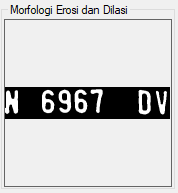 Morfologi Erosi dan Dilasi
N 6967 DV